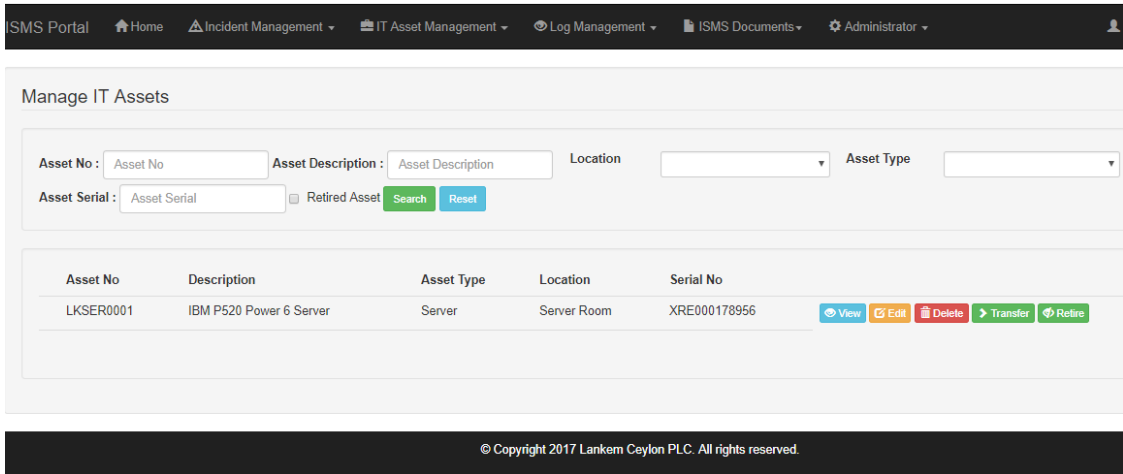 ISMS Portal Home Incident Management IT Asset Management Log Management ISMS Documents Administrator
Manage IT Assets
Asset No : Asset No Asset Description : Asset Description Location Asset Type
Asset Serial : Asset Serial Retired Asset Search Reset
Asset No Description Asset Type Location Serial No
LKSER0001 IBM P520 Power 6 Server Server Server Room XRE000178956 View Edit Delete Transfer Retire
© Copyright 2017 Lankem Ceylon PLC. All rights reserved.